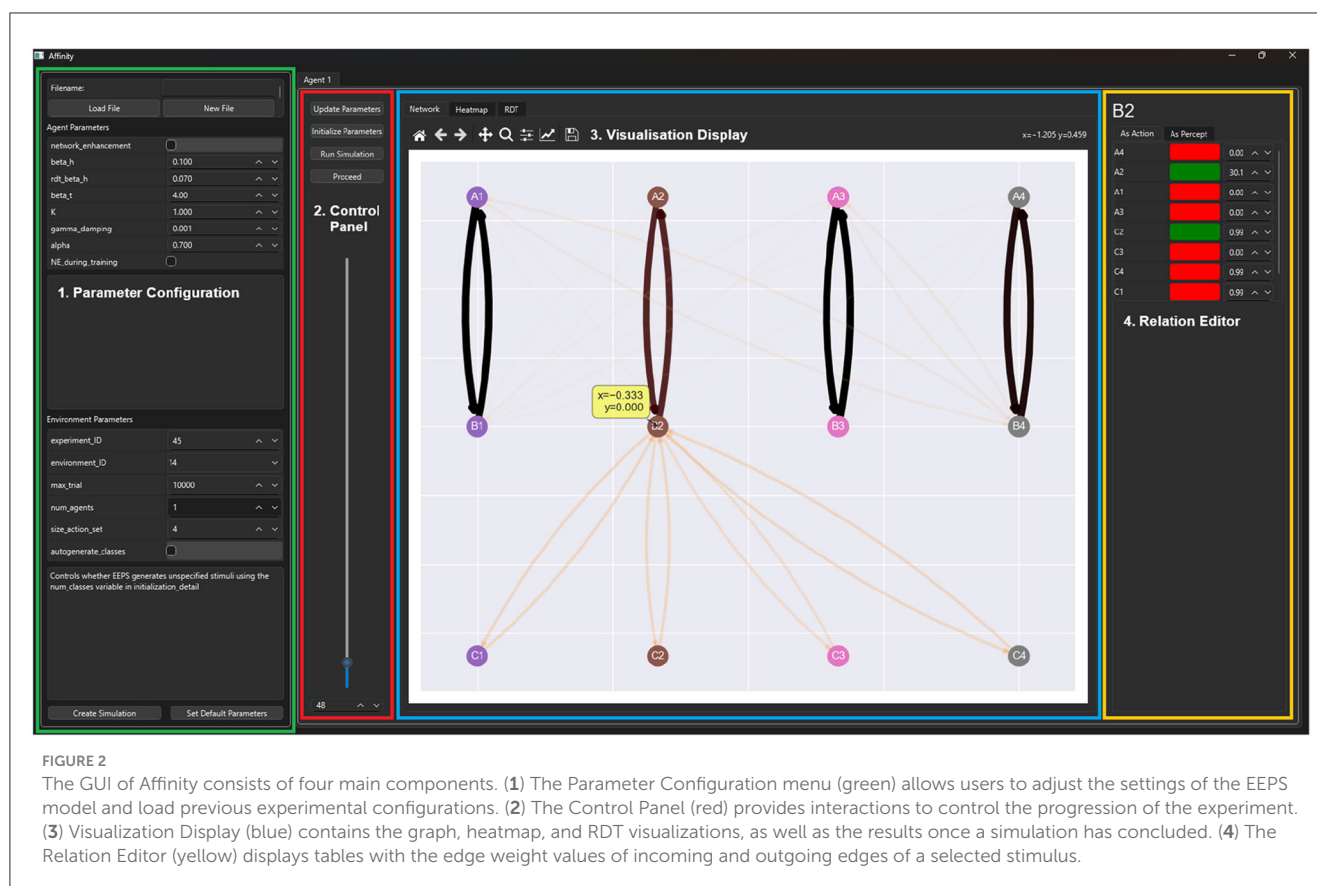 Affinity
Filename:
Load File
New File
Agent Parameters
network_enhancement
beta_h 0.100
rdt_beta_h 0.070
beta_t 4.00
K 1.000
gamma_damping 0.001
alpha 0.700
NE_during_training
1. Parameter Configuration
Environment Parameters
experiment_ID 45
environment_ID 14
max_trial 10000
num_agents 1
size_action_set 4
autogenerate_classes
Controls whether EEPS generates unspecified stimuli using the
num_classes variable in initialization_detail
Create Simulation
Set Default Parameters
Agent 1
Update Parameters
Initialize Parameters
Run Simulation
Proceed
2. Control
Panel
48
Network Heatmap RDT
3. Visualisation Display
x=−1.205 y=0.459
A1 A2 A3 A4
x=−0.333
y=0.000
B1 B2 B3 B4
C1 C2 C3 C4
B2
As Action As Percept
A4 0.00
A2 30.1
A1 0.00
A3 0.00
C2 0.99
C3 0.00
C4 0.99
C1 0.99
4. Relation Editor
FIGURE 2
The GUI of Affinity consists of four main components. (1) The Parameter Configuration menu (green) allows users to adjust the settings of the EEPS
model and load previous experimental configurations. (2) The Control Panel (red) provides interactions to control the progression of the experiment.
(3) Visualization Display (blue) contains the graph, heatmap, and RDT visualizations, as well as the results once a simulation has concluded. (4) The
Relation Editor (yellow) displays tables with the edge weight values of incoming and outgoing edges of a selected stimulus.